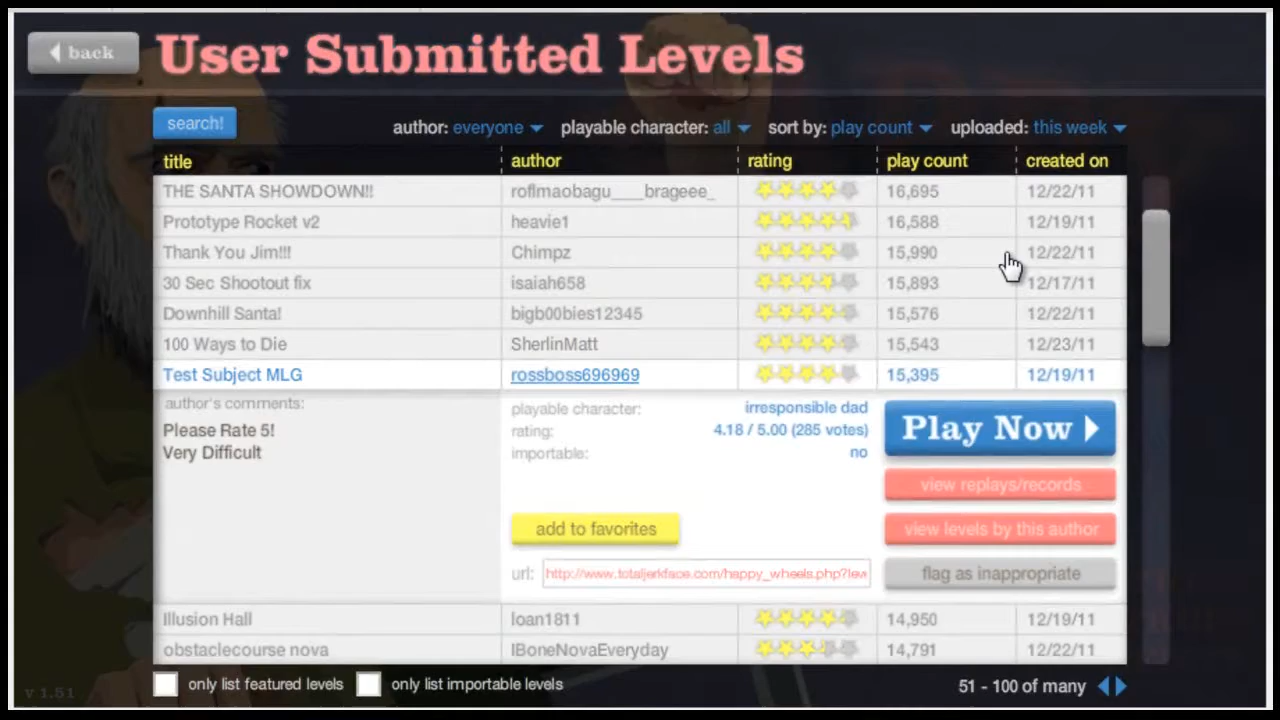 back
User Submitted Levels
search!
author: everyone playable character: all sort by: play count uploaded: this week
title author rating play count created on
THE SANTA SHOWDOWN!! roflmaobagu____brageee_ 16,695 12/22/11
Prototype Rocket v2 heavie1 16,588 12/19/11
Thank You Jim!!! Chimpz 15,990 12/22/11
30 Sec Shootout fix isaiah658 15,893 12/17/11
Downhill Santa! bigb00bies12345 15,576 12/22/11
100 Ways to Die SherlinMatt 15,543 12/23/11
Test Subject MLG rossboss696969 15,395 12/19/11
author's comments:
Please Rate 5!
Very Difficult
playable character: irresponsible dad
rating: 4.18 / 5.00 (285 votes)
importable: no
add to favorites
url: http://www.totaljerkface.com/happy_wheels.php?lev
Play Now
view replays/records
view levels by this author
flag as inappropriate
Illusion Hall loan1811 14,950 12/19/11
obstaclecourse nova IBoneNovaEveryday 14,791 12/22/11
only list featured levels only list importable levels
51 - 100 of many
v 1.51